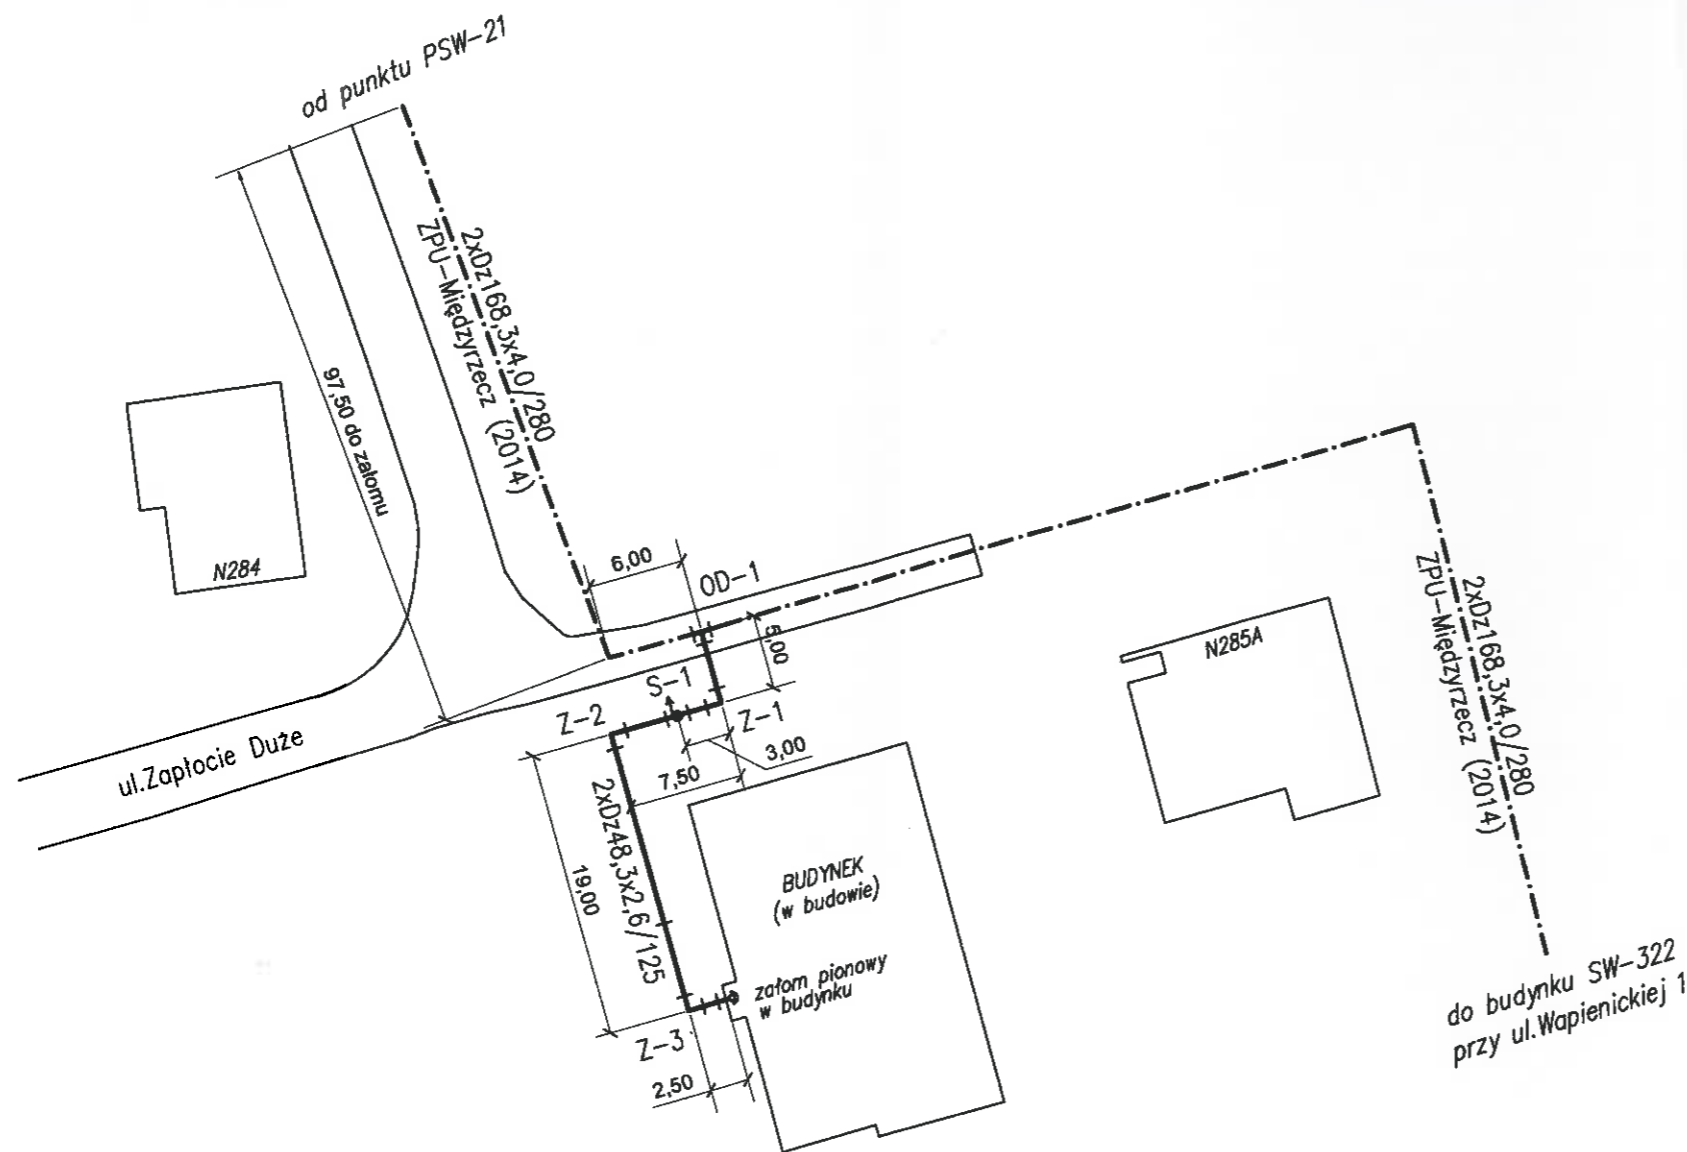 od punktu PSW-21
2xDz168,3x4,0/280
ZPU-Międzyrzecz (2014)
97,50 do załomu
N284
6,00
OD-1
5,00
S-1
Z-2
Z-1
3,00
7,50
ul.Zapłocie Duże
2xDz48,3x2,6/125
19,00
BUDYNEK
(w budowie)
załom pionowy
w budynku
Z-3
2,50
N285A
2xDz168,3x4,0/280
ZPU-Międzyrzecz (2014)
do budynku SW-322
przy ul.Wapienickiej 1